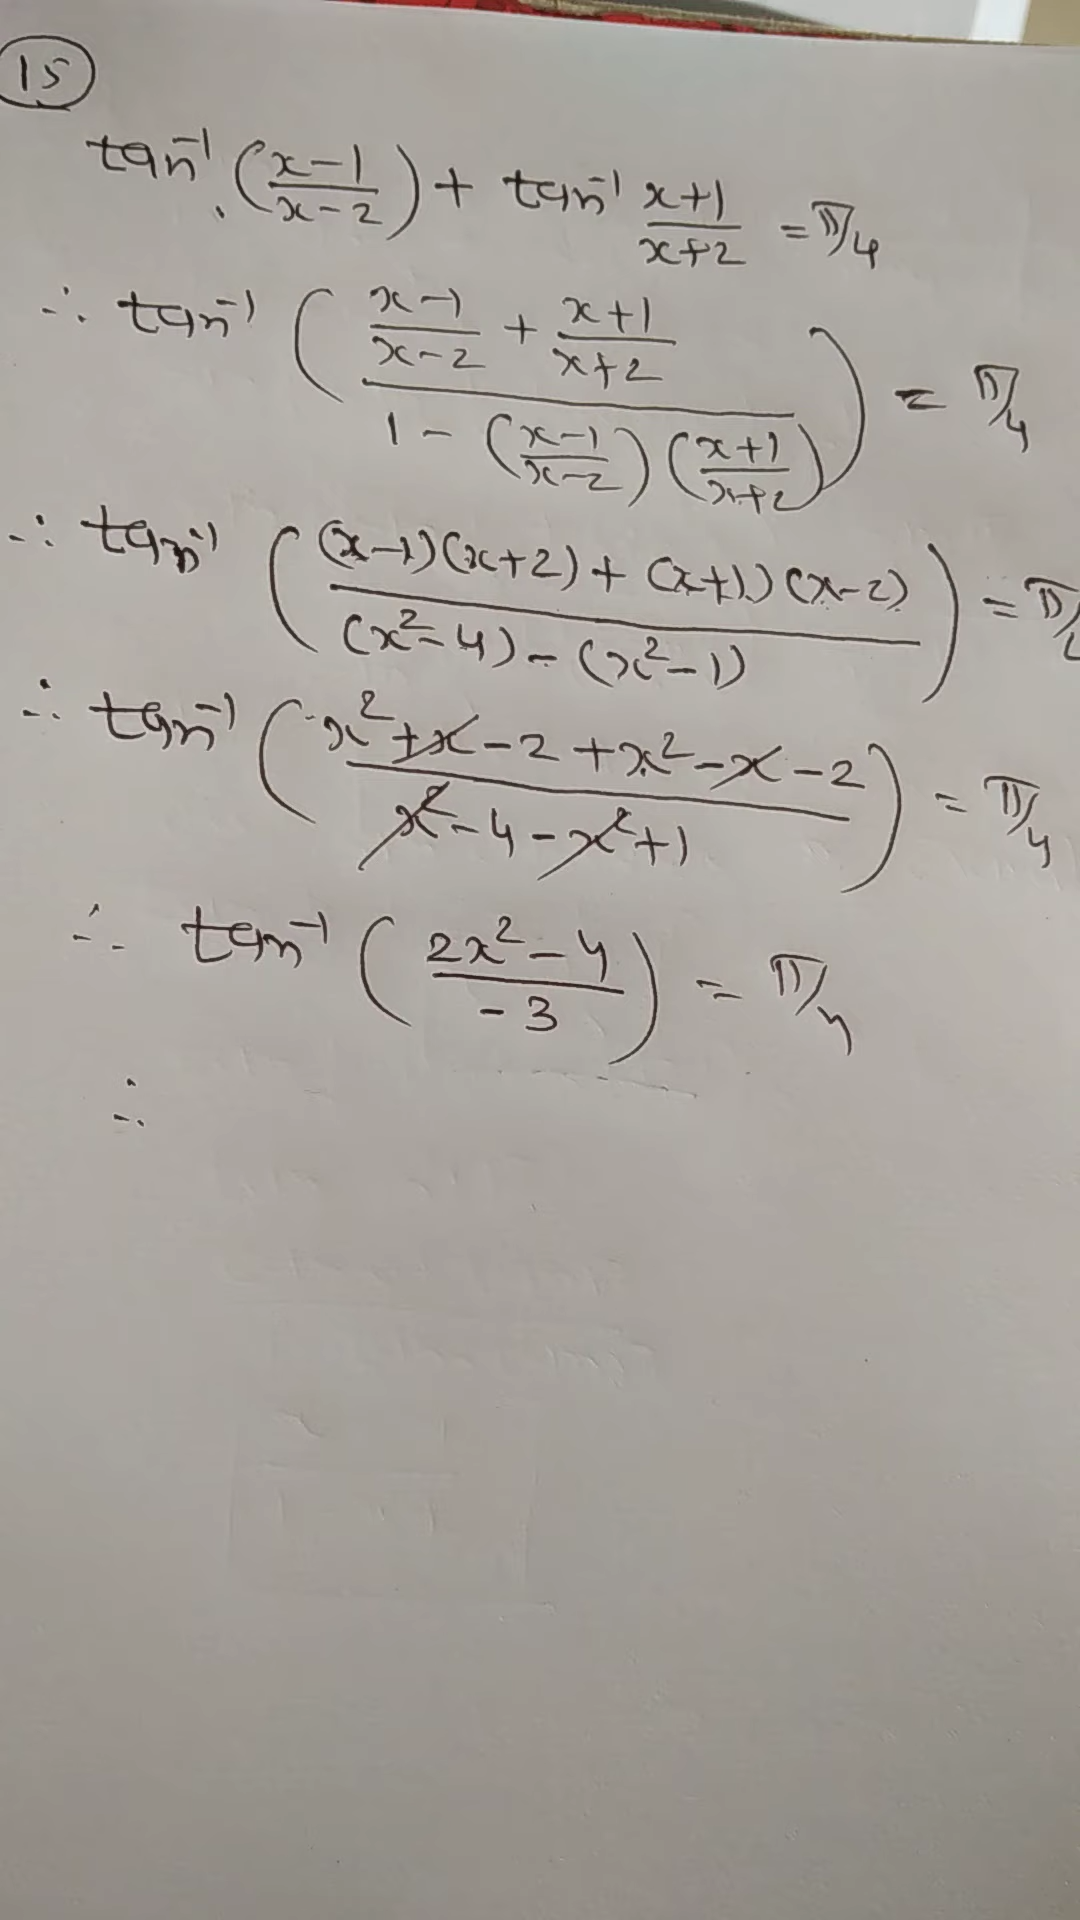 15
tan⁻¹ (x-1/x-2) + tan⁻¹ x+1/x+2 = π/4
∴ tan⁻¹ ( (x-1/x-2 + x+1/x+2) / (1 - (x-1/x-2) (x+1/x+2)) ) = π/4
∴ tan⁻¹ ( ((x-1)(x+2) + (x+1)(x-2)) / ((x²-4) - (x²-1)) ) = π/
∴ tan⁻¹ ( (x²+x-2+x²-x-2) / (x²-4-x²+1) ) = π/4
∴ tan⁻¹ ( (2x²-4) / -3 ) = π/4
∴